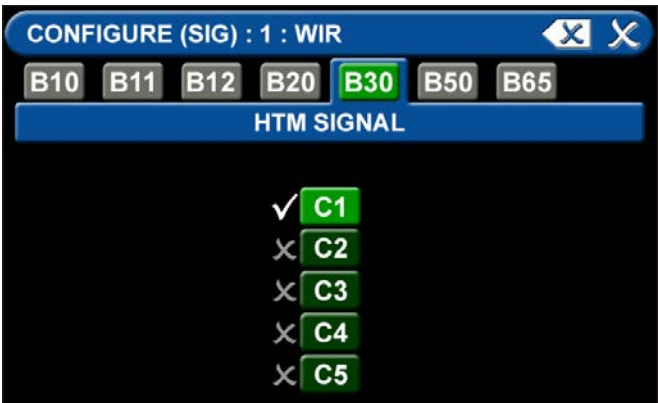 CONFIGURE (SIG) : 1 : WIR
B10 B11 B12 B20 B30 B50 B65
HTM SIGNAL
C1
C2
C3
C4
C5